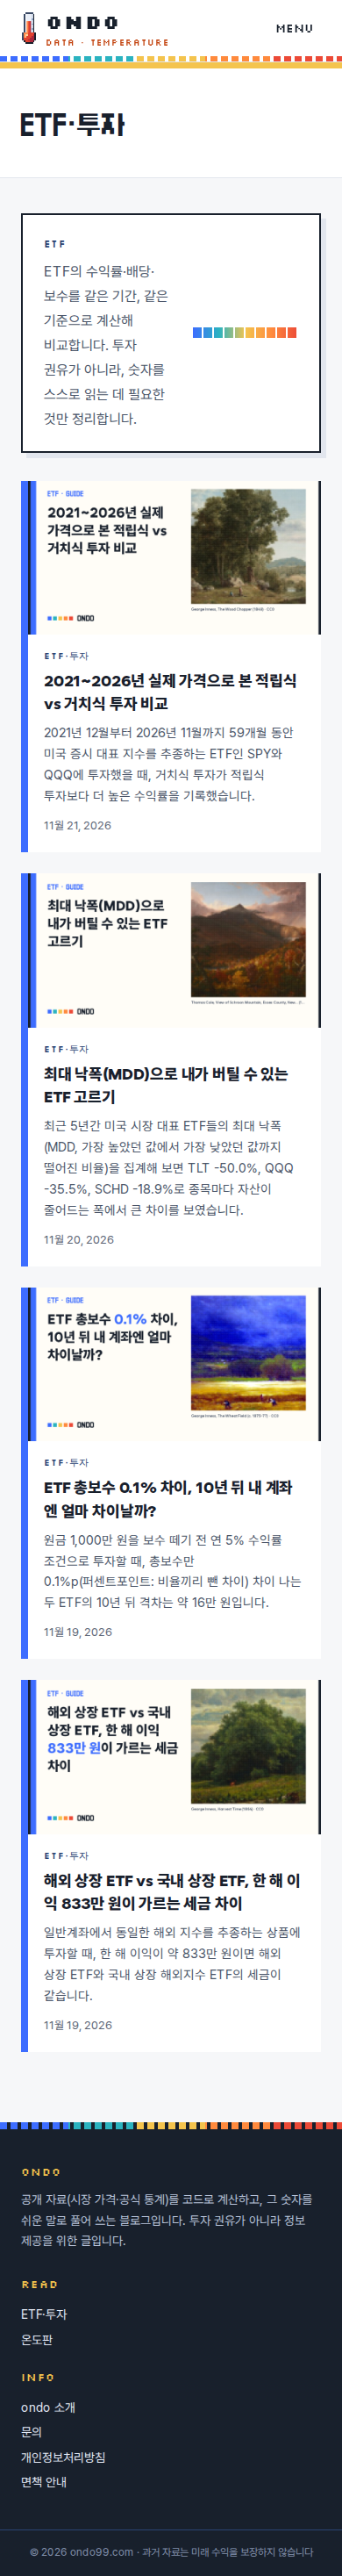 ONDO
DATA · TEMPERATURE
MENU
ETF·투자
ETF
ETF의 수익률·배당·
보수를 같은 기간, 같은
기준으로 계산해
비교합니다. 투자
권유가 아니라, 숫자를
스스로 읽는 데 필요한
것만 정리합니다.
ETF · GUIDE
2021~2026년 실제
가격으로 본 적립식 vs
거치식 투자 비교
ONDO
ETF·투자
2021~2026년 실제 가격으로 본 적립식
vs 거치식 투자 비교
2021년 12월부터 2026년 11월까지 59개월 동안
미국 증시 대표 지수를 추종하는 ETF인 SPY와
QQQ에 투자했을 때, 거치식 투자가 적립식
투자보다 더 높은 수익률을 기록했습니다.
11월 21, 2026
ETF · GUIDE
최대 낙폭(MDD)으로
내가 버틸 수 있는 ETF
고르기
ONDO
ETF·투자
최대 낙폭(MDD)으로 내가 버틸 수 있는
ETF 고르기
최근 5년간 미국 시장 대표 ETF들의 최대 낙폭
(MDD, 가장 높았던 값에서 가장 낮았던 값까지
떨어진 비율)을 집계해 보면 TLT -50.0%, QQQ
-35.5%, SCHD -18.9%로 종목마다 자산이
줄어드는 폭에서 큰 차이를 보였습니다.
11월 20, 2026
ETF · GUIDE
ETF 총보수 0.1% 차이,
10년 뒤 내 계좌엔 얼마
차이날까?
ONDO
ETF·투자
ETF 총보수 0.1% 차이, 10년 뒤 내 계좌
엔 얼마 차이날까?
원금 1,000만 원을 보수 떼기 전 연 5% 수익률
조건으로 투자할 때, 총보수만
0.1%p(퍼센트포인트: 비율끼리 뺀 차이) 차이 나는
두 ETF의 10년 뒤 격차는 약 16만 원입니다.
11월 19, 2026
ETF · GUIDE
해외 상장 ETF vs 국내
상장 ETF, 한 해 이익
833만 원이 가르는 세금
차이
ONDO
ETF·투자
해외 상장 ETF vs 국내 상장 ETF, 한 해 이
익 833만 원이 가르는 세금 차이
일반계좌에서 동일한 해외 지수를 추종하는 상품에
투자할 때, 한 해 이익이 약 833만 원이면 해외
상장 ETF와 국내 상장 해외지수 ETF의 세금이
같습니다.
11월 19, 2026
ONDO
공개 자료(시장 가격·공식 통계)를 코드로 계산하고, 그 숫자를
쉬운 말로 풀어 쓰는 블로그입니다. 투자 권유가 아니라 정보
제공을 위한 글입니다.
READ
ETF·투자
온도판
INFO
ondo 소개
문의
개인정보처리방침
면책 안내
© 2026 ondo99.com · 과거 자료는 미래 수익을 보장하지 않습니다